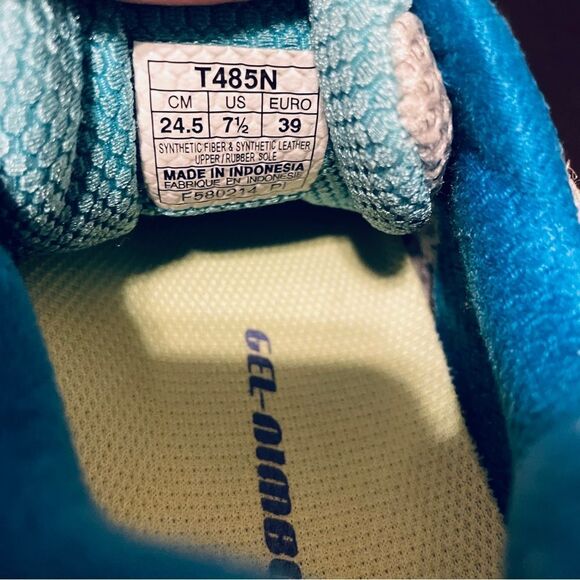 T485N
CM US EURO
24.5 7½ 39
SYNTHETIC FIBER & SYNTHETIC LEATHER
UPPER / RUBBER SOLE
MADE IN INDONESIA
FABRIQUE EN INDONESIE
GEL-NIMB